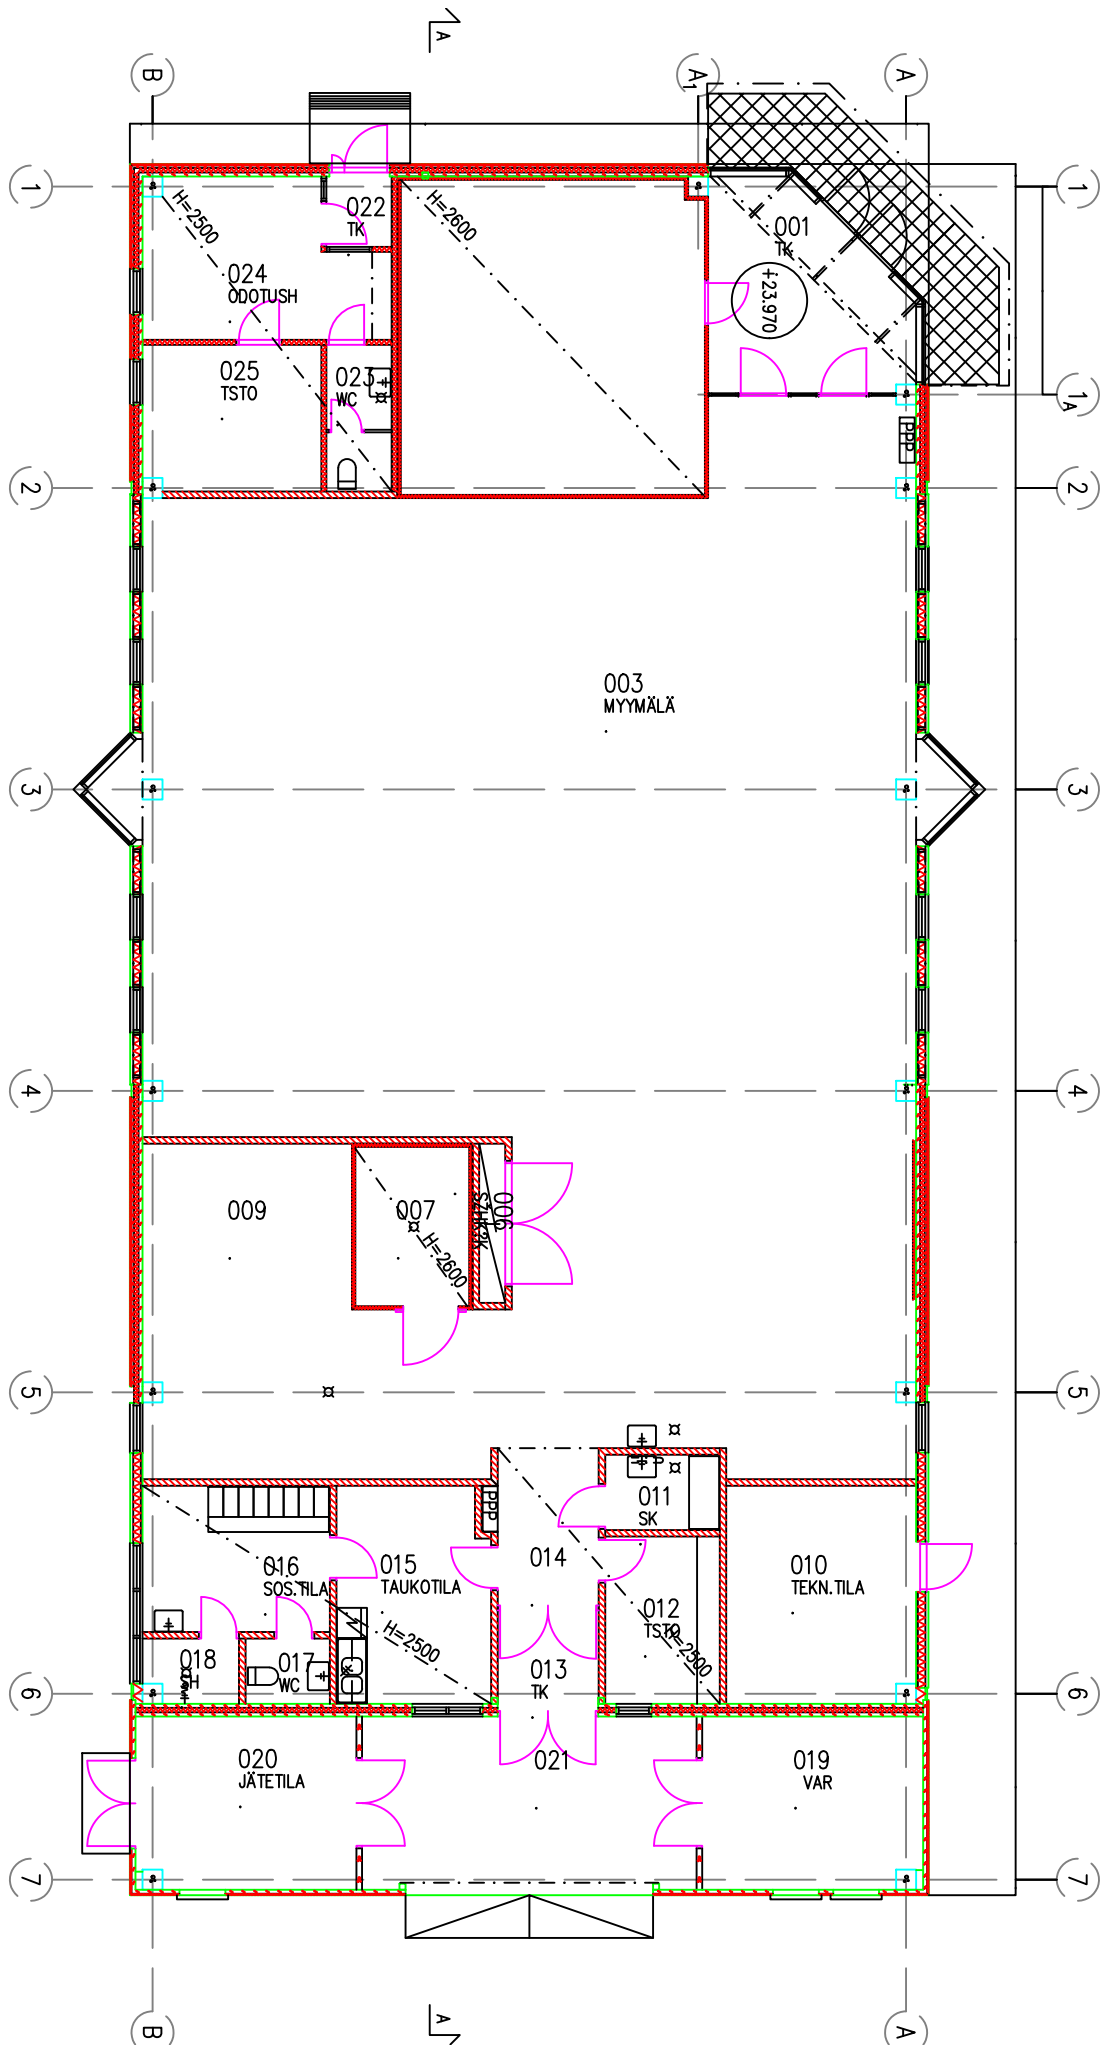 A
B
A1
A
1
1
022
TK
H=2500
H=2600
001
TK
024
ODOTUSH
+23.970
025
TSTO
023
WC
1A
PPP
2
2
003
MYYMÄLÄ
3
3
4
4
009
007
006
H=2600
5
5
011
SK
PPP
014
016
SOS.TILA
015
TAUKOTILA
010
TEKN.TILA
012
TSTO
H=2500
H=2500
018
SH
017
WC
013
TK
6
6
020
JÄTETILA
021
019
VAR
7
7
A
B
A